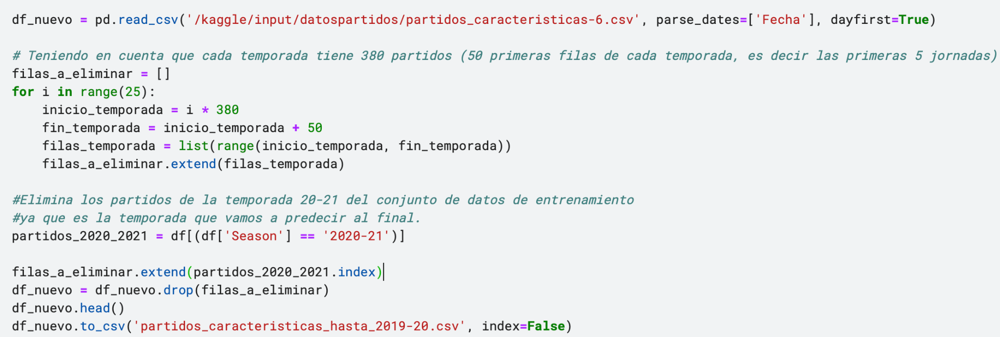 df_nuevo = pd.read_csv('/kaggle/input/datospartidos/partidos_caracteristicas-6.csv', parse_dates=['Fecha'], dayfirst=True)
# Teniendo en cuenta que cada temporada tiene 380 partidos (50 primeras filas de cada temporada, es decir las primeras 5 jornadas)
filas_a_eliminar = []
for i in range(25):
    inicio_temporada = i * 380
    fin_temporada = inicio_temporada + 50
    filas_temporada = list(range(inicio_temporada, fin_temporada))
    filas_a_eliminar.extend(filas_temporada)
#Elimina los partidos de la temporada 20-21 del conjunto de datos de entrenamiento
#ya que es la temporada que vamos a predecir al final.
partidos_2020_2021 = df[(df['Season'] == '2020-21')]
filas_a_eliminar.extend(partidos_2020_2021.index)
df_nuevo = df_nuevo.drop(filas_a_eliminar)
df_nuevo.head()
df_nuevo.to_csv('partidos_caracteristicas_hasta_2019-20.csv', index=False)